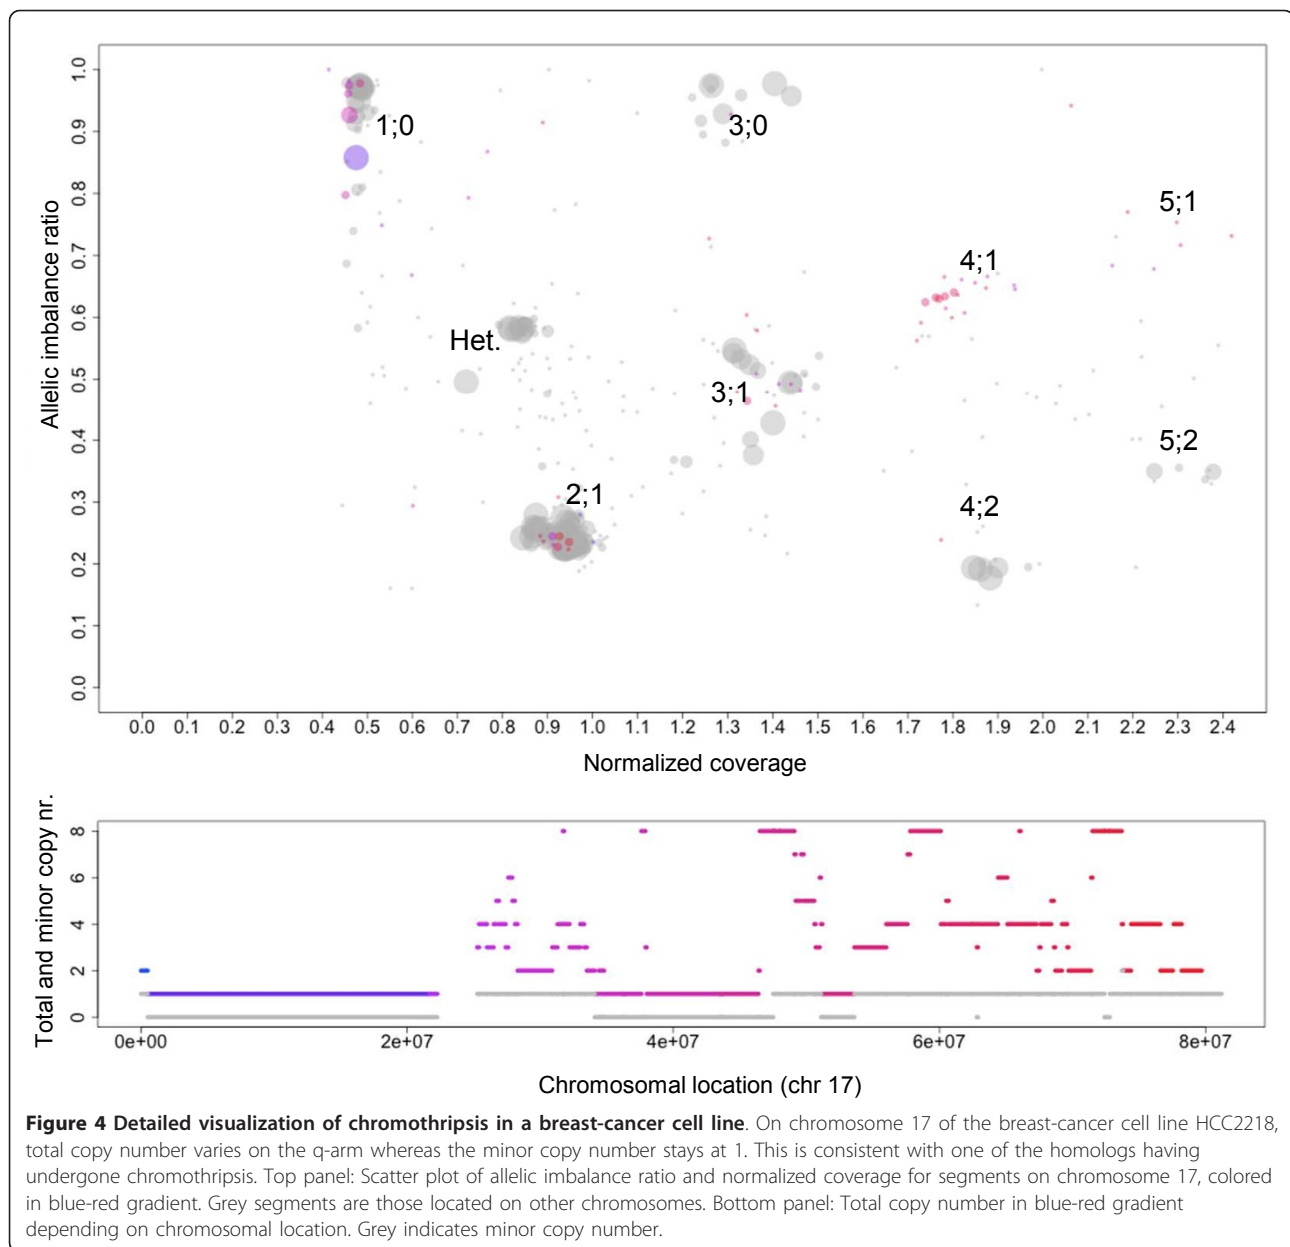 1.0
0.9
0.8
0.7
0.6
0.5
0.4
0.3
0.2
0.1
0.0
Allelic imbalance ratio
1;0
3;0
5;1
4;1
Het.
3;1
5;2
2;1
4;2
0.0 0.1 0.2 0.3 0.4 0.5 0.6 0.7 0.8 0.9 1.0 1.1 1.2 1.3 1.4 1.5 1.6 1.7 1.8 1.9 2.0 2.1 2.2 2.3 2.4
Normalized coverage
Total and minor copy nr.
8
6
4
2
0
0e+00 2e+07 4e+07 6e+07 8e+07
Chromosomal location (chr 17)
Figure 4 Detailed visualization of chromothripsis in a breast-cancer cell line. On chromosome 17 of the breast-cancer cell line HCC2218,
total copy number varies on the q-arm whereas the minor copy number stays at 1. This is consistent with one of the homologs having
undergone chromothripsis. Top panel: Scatter plot of allelic imbalance ratio and normalized coverage for segments on chromosome 17, colored
in blue-red gradient. Grey segments are those located on other chromosomes. Bottom panel: Total copy number in blue-red gradient
depending on chromosomal location. Grey indicates minor copy number.